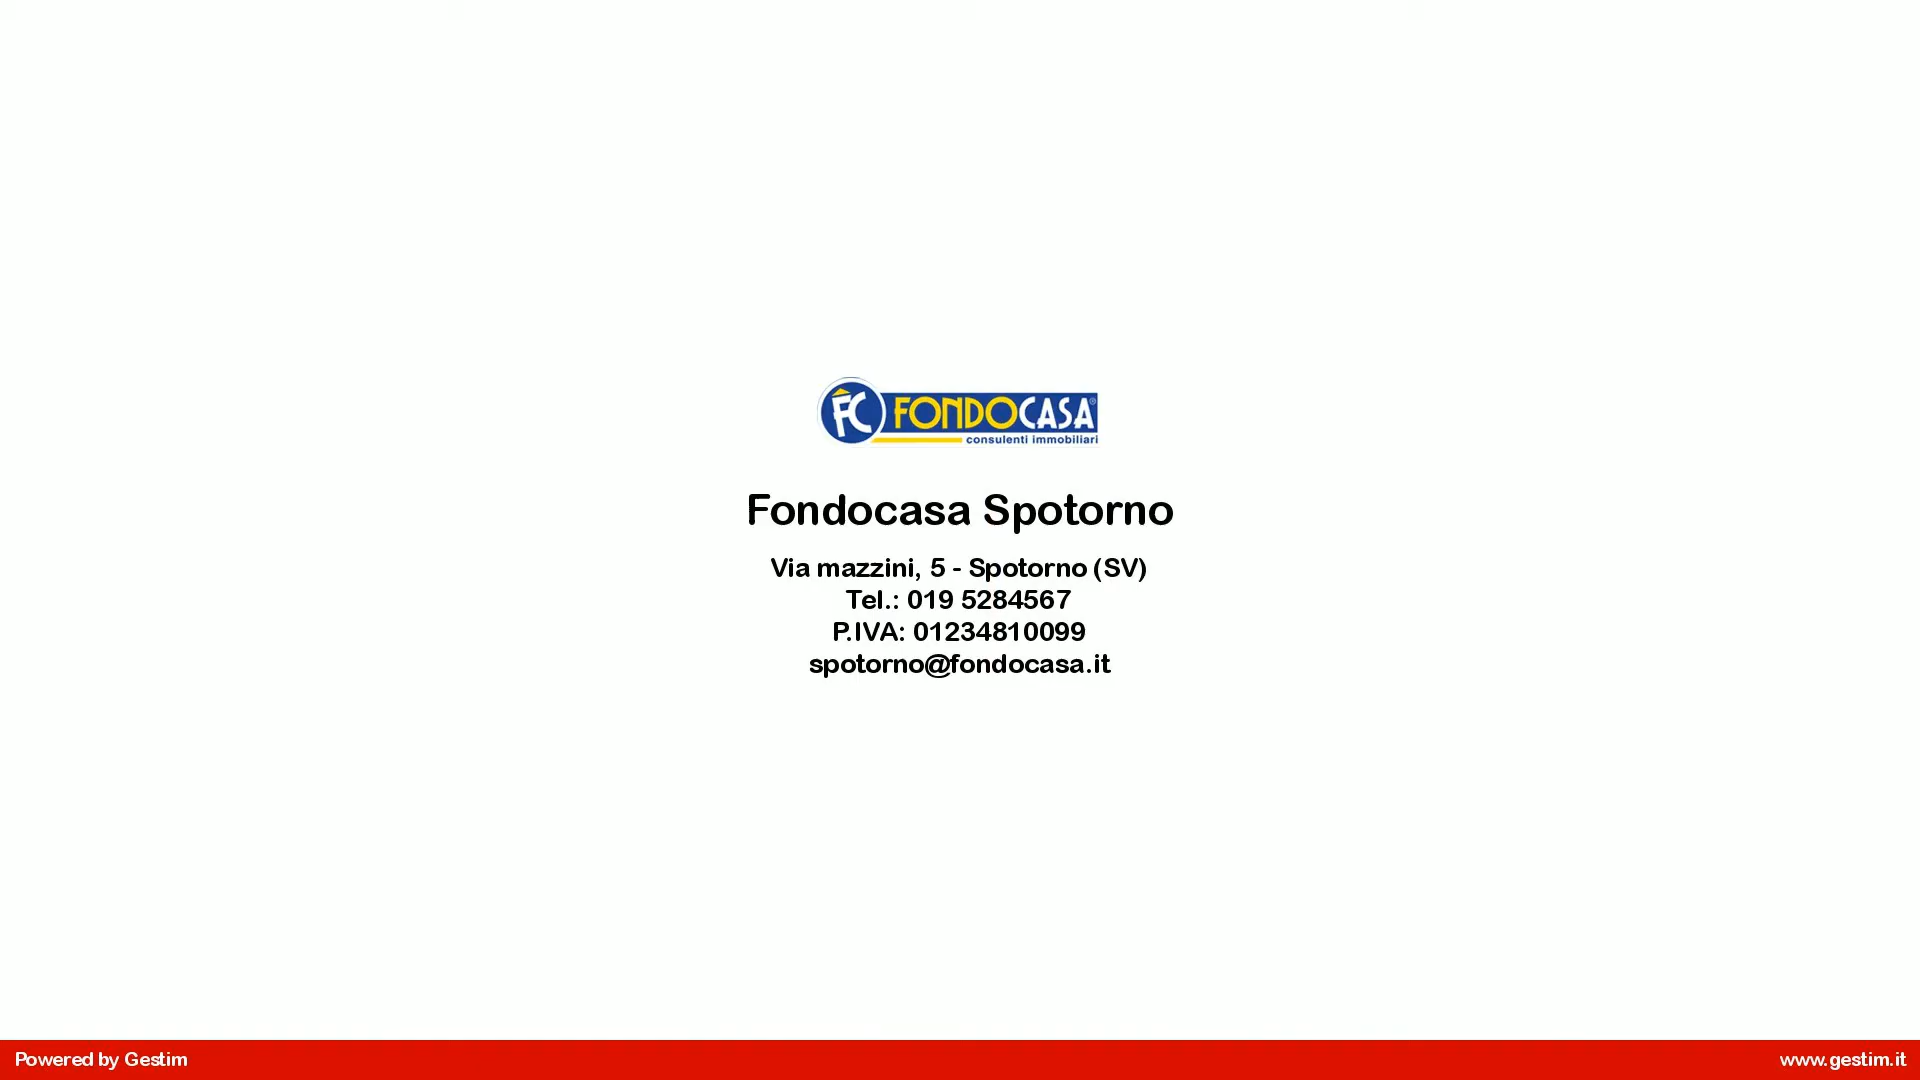 FC FONDOCASA®
consulenti immobiliari
Fondocasa Spotorno
Via mazzini, 5 - Spotorno (SV)
Tel.: 019 5284567
P.IVA: 01234810099
spotorno@fondocasa.it
Powered by Gestim
www.gestim.it